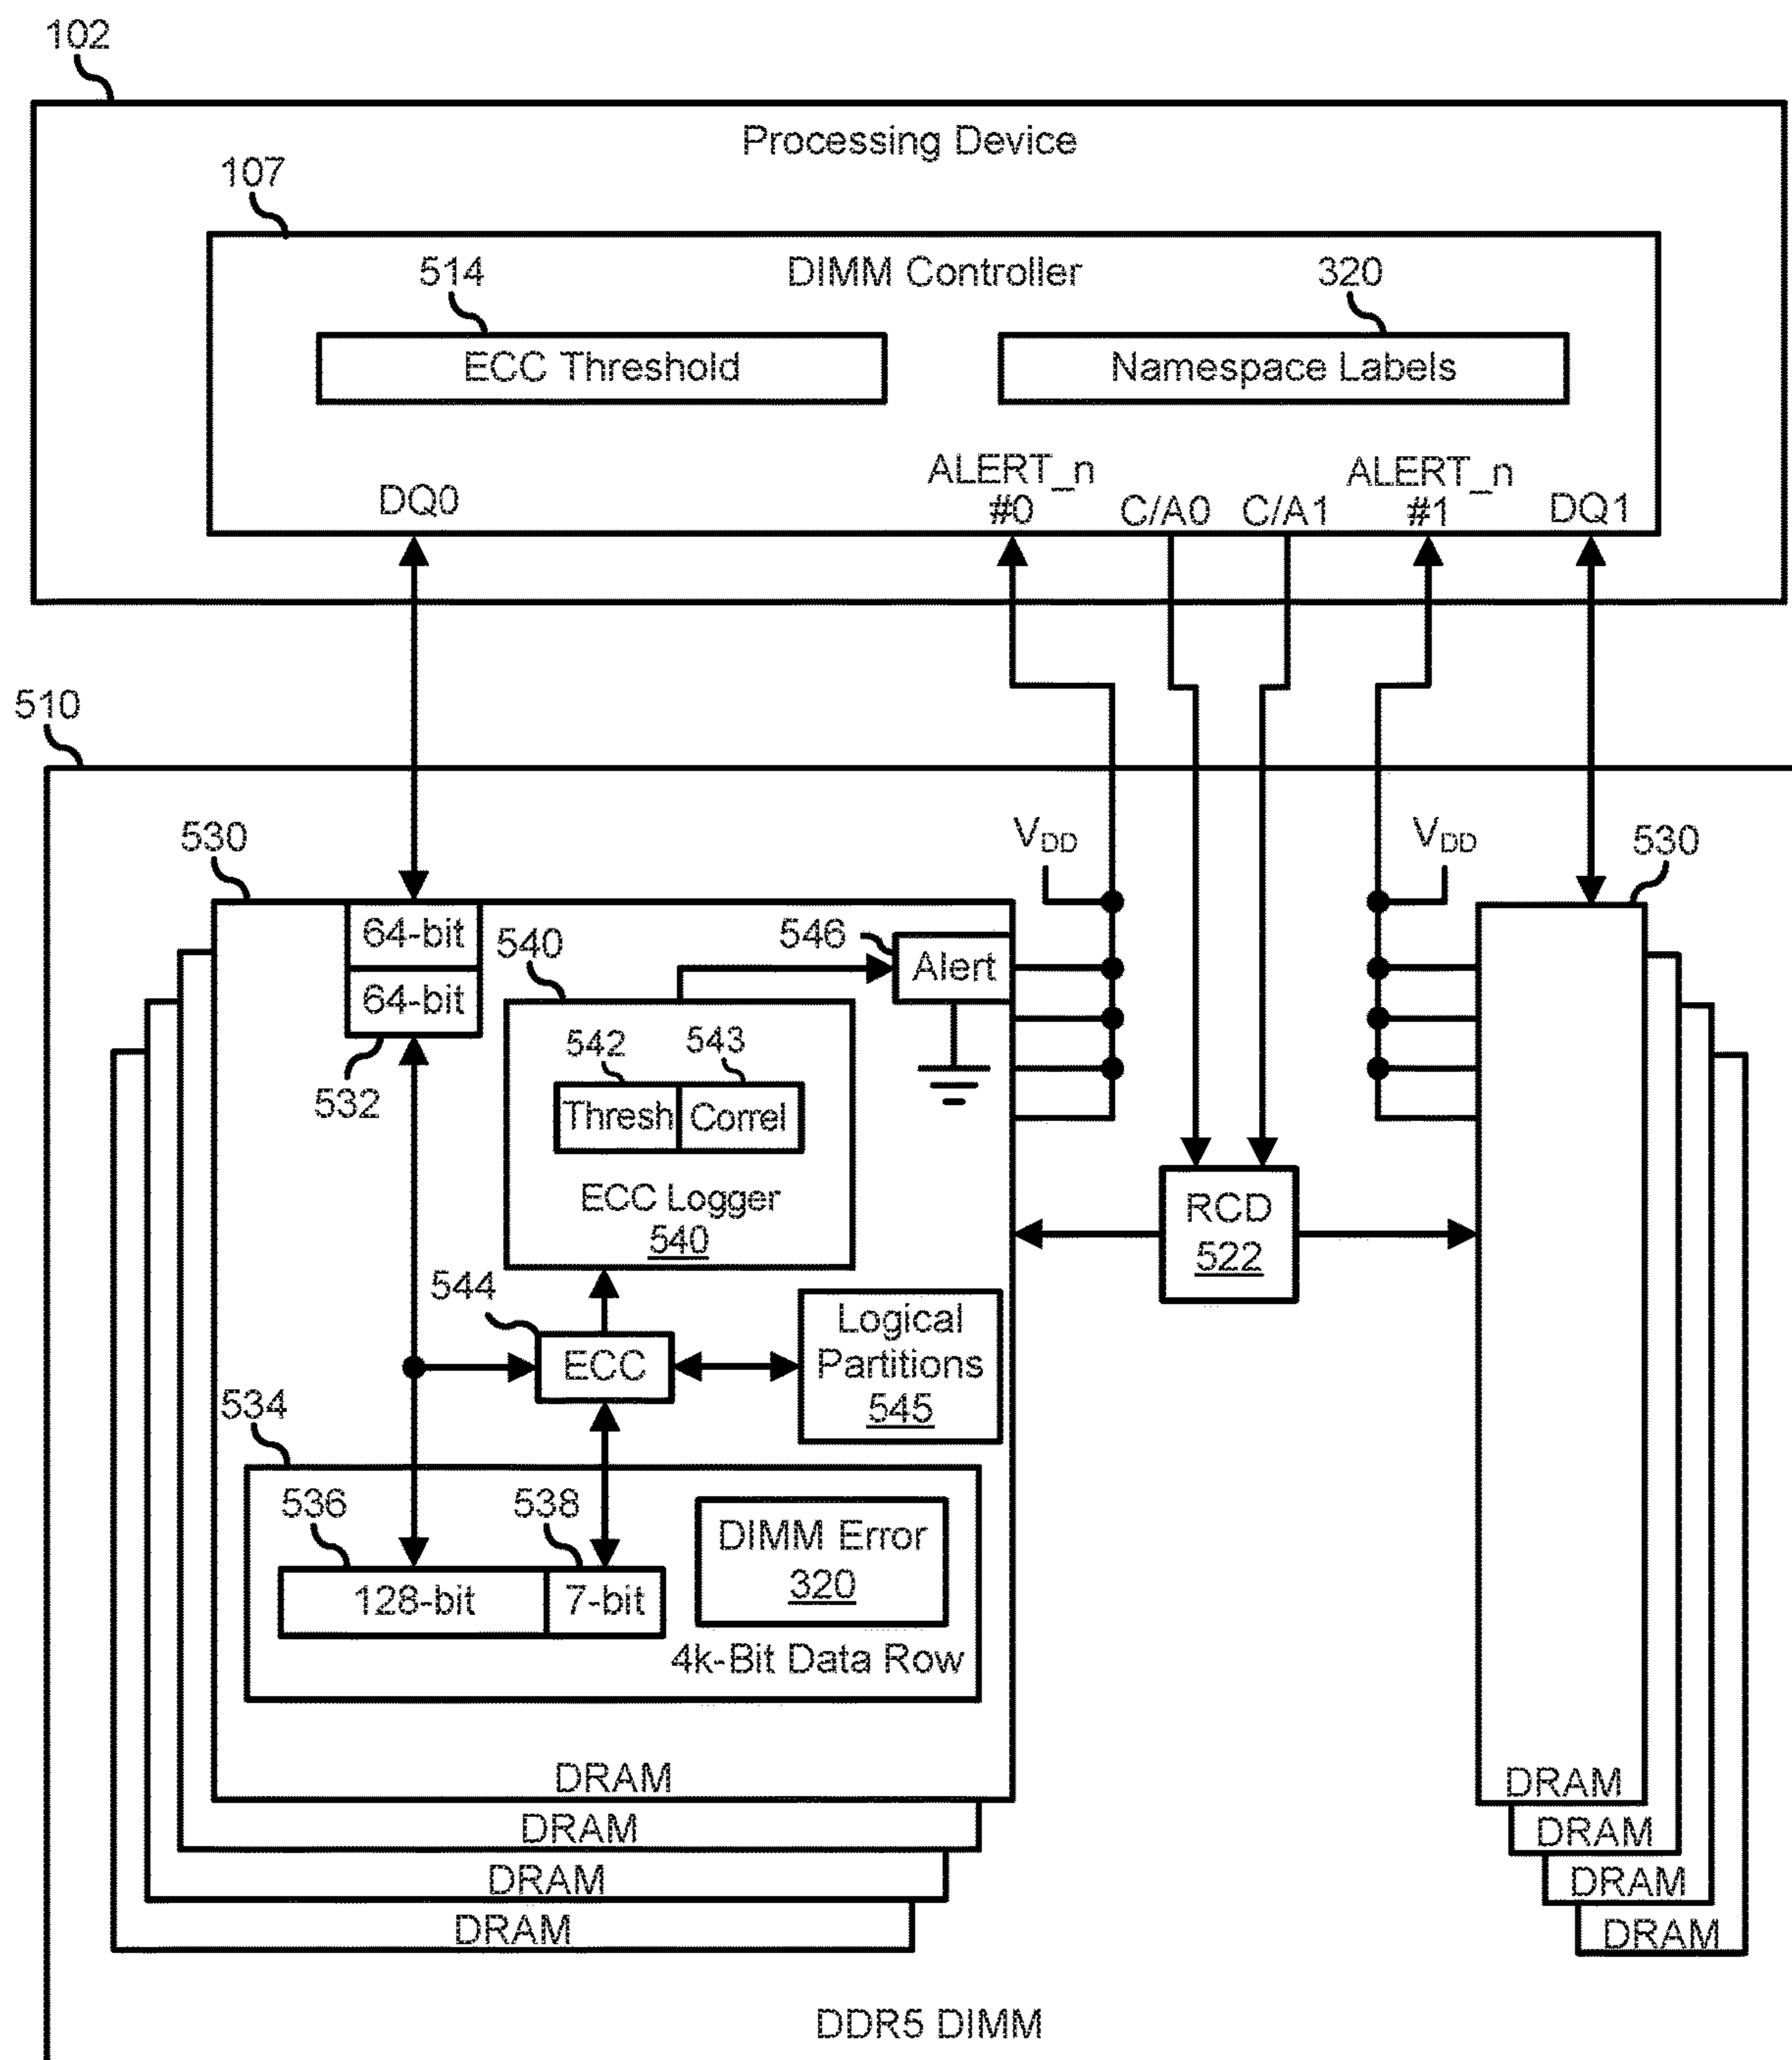 102
Processing Device
107
514
DIMM Controller
320
ECC Threshold
Namespace Labels
DQ0
ALERT_n
#0
C/A0
C/A1
ALERT_n
#1
DQ1
510
530
VDD
VDD
530
64-bit
64-bit
532
540
546
Alert
542
543
Thresh
Correl
ECC Logger
540
RCD
522
544
ECC
Logical
Partitions
545
534
536
538
128-bit
7-bit
DIMM Error
320
4k-Bit Data Row
DRAM
DRAM
DRAM
DRAM
DRAM
DRAM
DRAM
DRAM
DDR5 DIMM